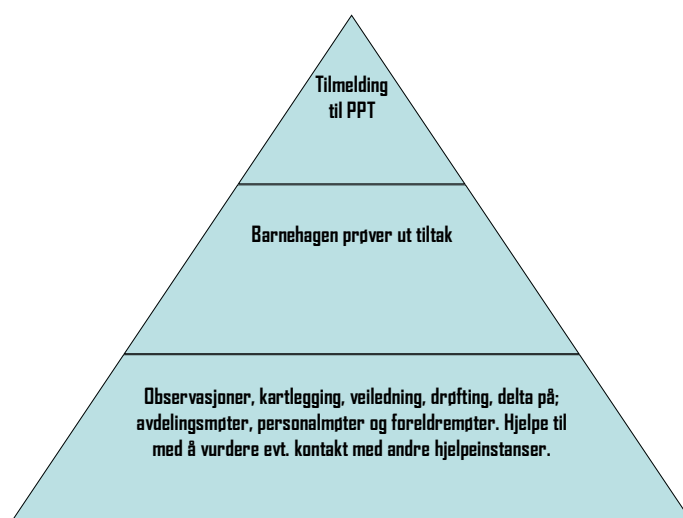 Tilmelding
til PPT
Barnehagen prøver ut tiltak
Observasjoner, kartlegging, veiledning, drøfting, delta på;
avdelingsmøter, personalmøter og foreldremøter. Hjelpe til
med å vurdere evt. kontakt med andre hjelpeinstanser.